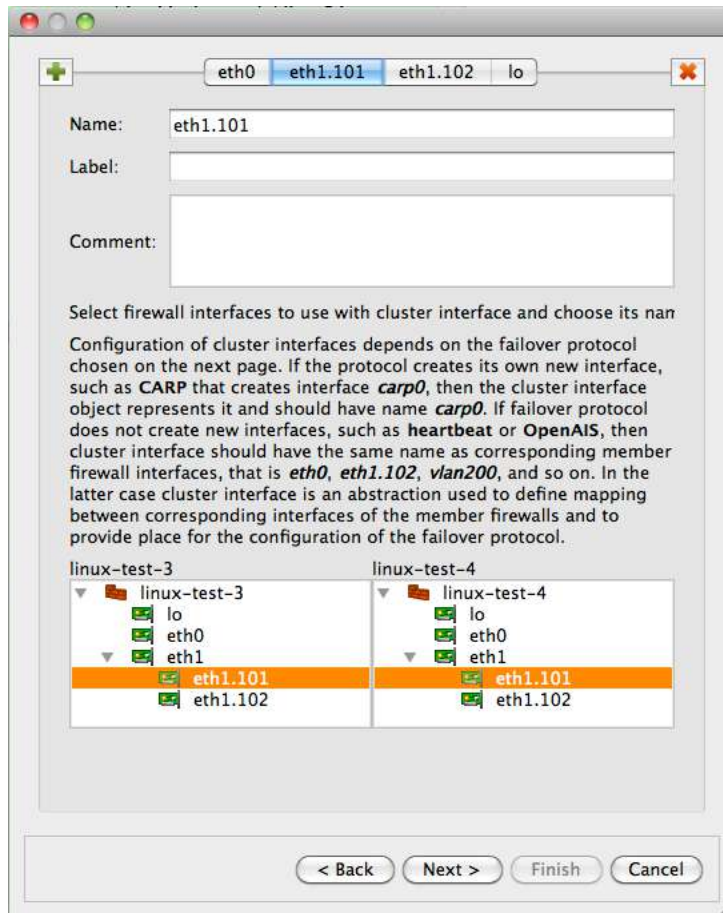 eth0 eth1.101 eth1.102 lo
Name: eth1.101
Label:
Comment:
Select firewall interfaces to use with cluster interface and choose its nam
Configuration of cluster interfaces depends on the failover protocol
chosen on the next page. If the protocol creates its own new interface,
such as CARP that creates interface carp0, then the cluster interface
object represents it and should have name carp0. If failover protocol
does not create new interfaces, such as heartbeat or OpenAIS, then
cluster interface should have the same name as corresponding member
firewall interfaces, that is eth0, eth1.102, vlan200, and so on. In the
latter case cluster interface is an abstraction used to define mapping
between corresponding interfaces of the member firewalls and to
provide place for the configuration of the failover protocol.
linux-test-3 linux-test-4
linux-test-3 linux-test-4
lo lo
eth0 eth0
eth1 eth1
eth1.101 eth1.101
eth1.102 eth1.102
< Back Next > Finish Cancel